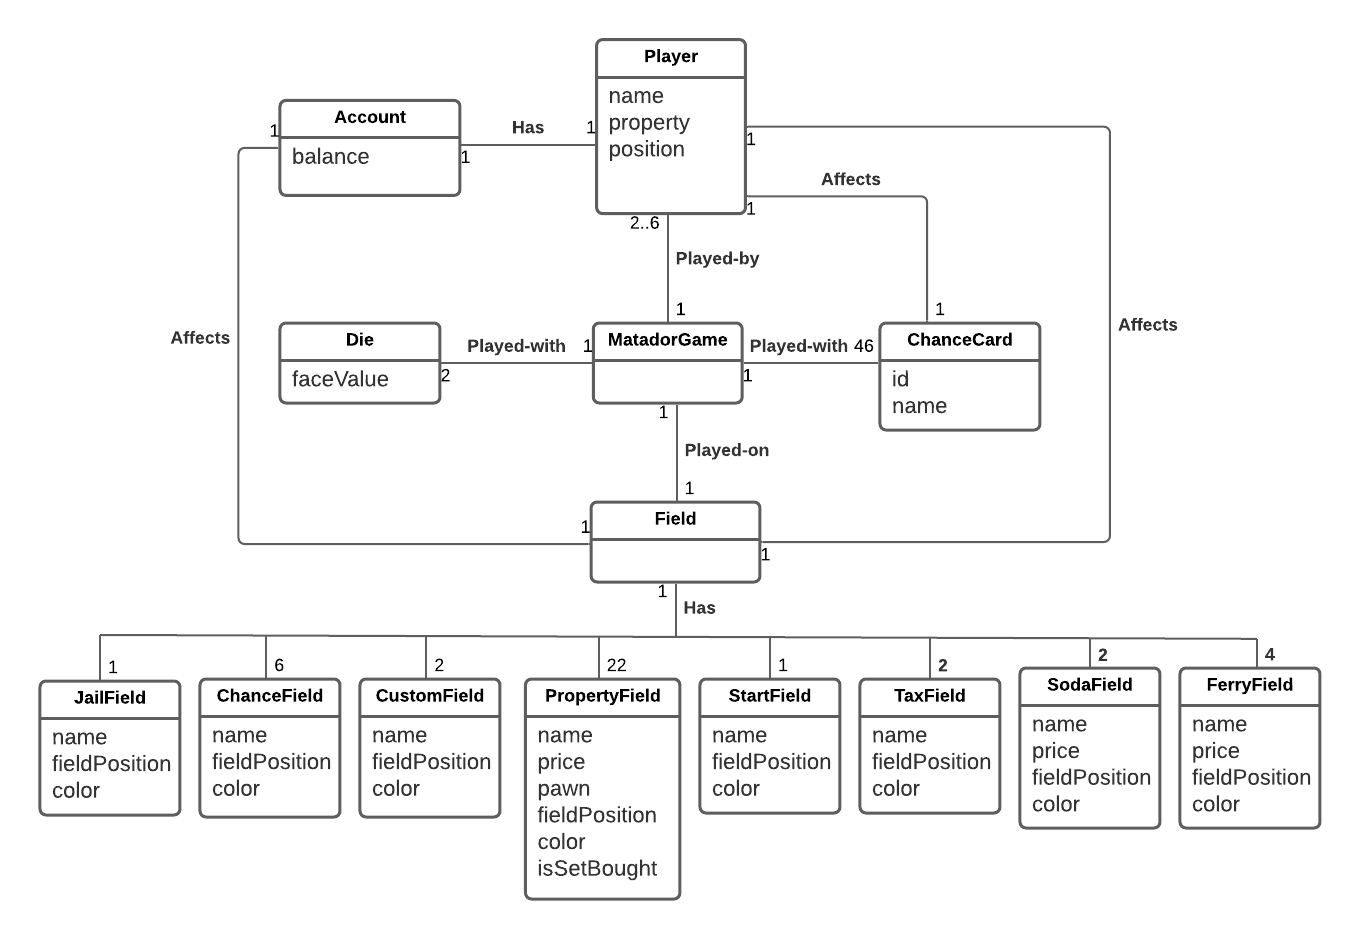 Player
name
property
position
Account
balance
1
Has
1
1
1
Affects
1
2..6
Played-by
1
1
Affects
Affects
Die
faceValue
Played-with
1
2
MatadorGame
Played-with 46
1
ChanceCard
id
name
1
Played-on
1
Field
1
1
1
Has
1
6
2
22
1
2
2
4
JailField
name
fieldPosition
color
ChanceField
name
fieldPosition
color
CustomField
name
fieldPosition
color
PropertyField
name
price
pawn
fieldPosition
color
isSetBought
StartField
name
fieldPosition
color
TaxField
name
fieldPosition
color
SodaField
name
price
fieldPosition
color
FerryField
name
price
fieldPosition
color